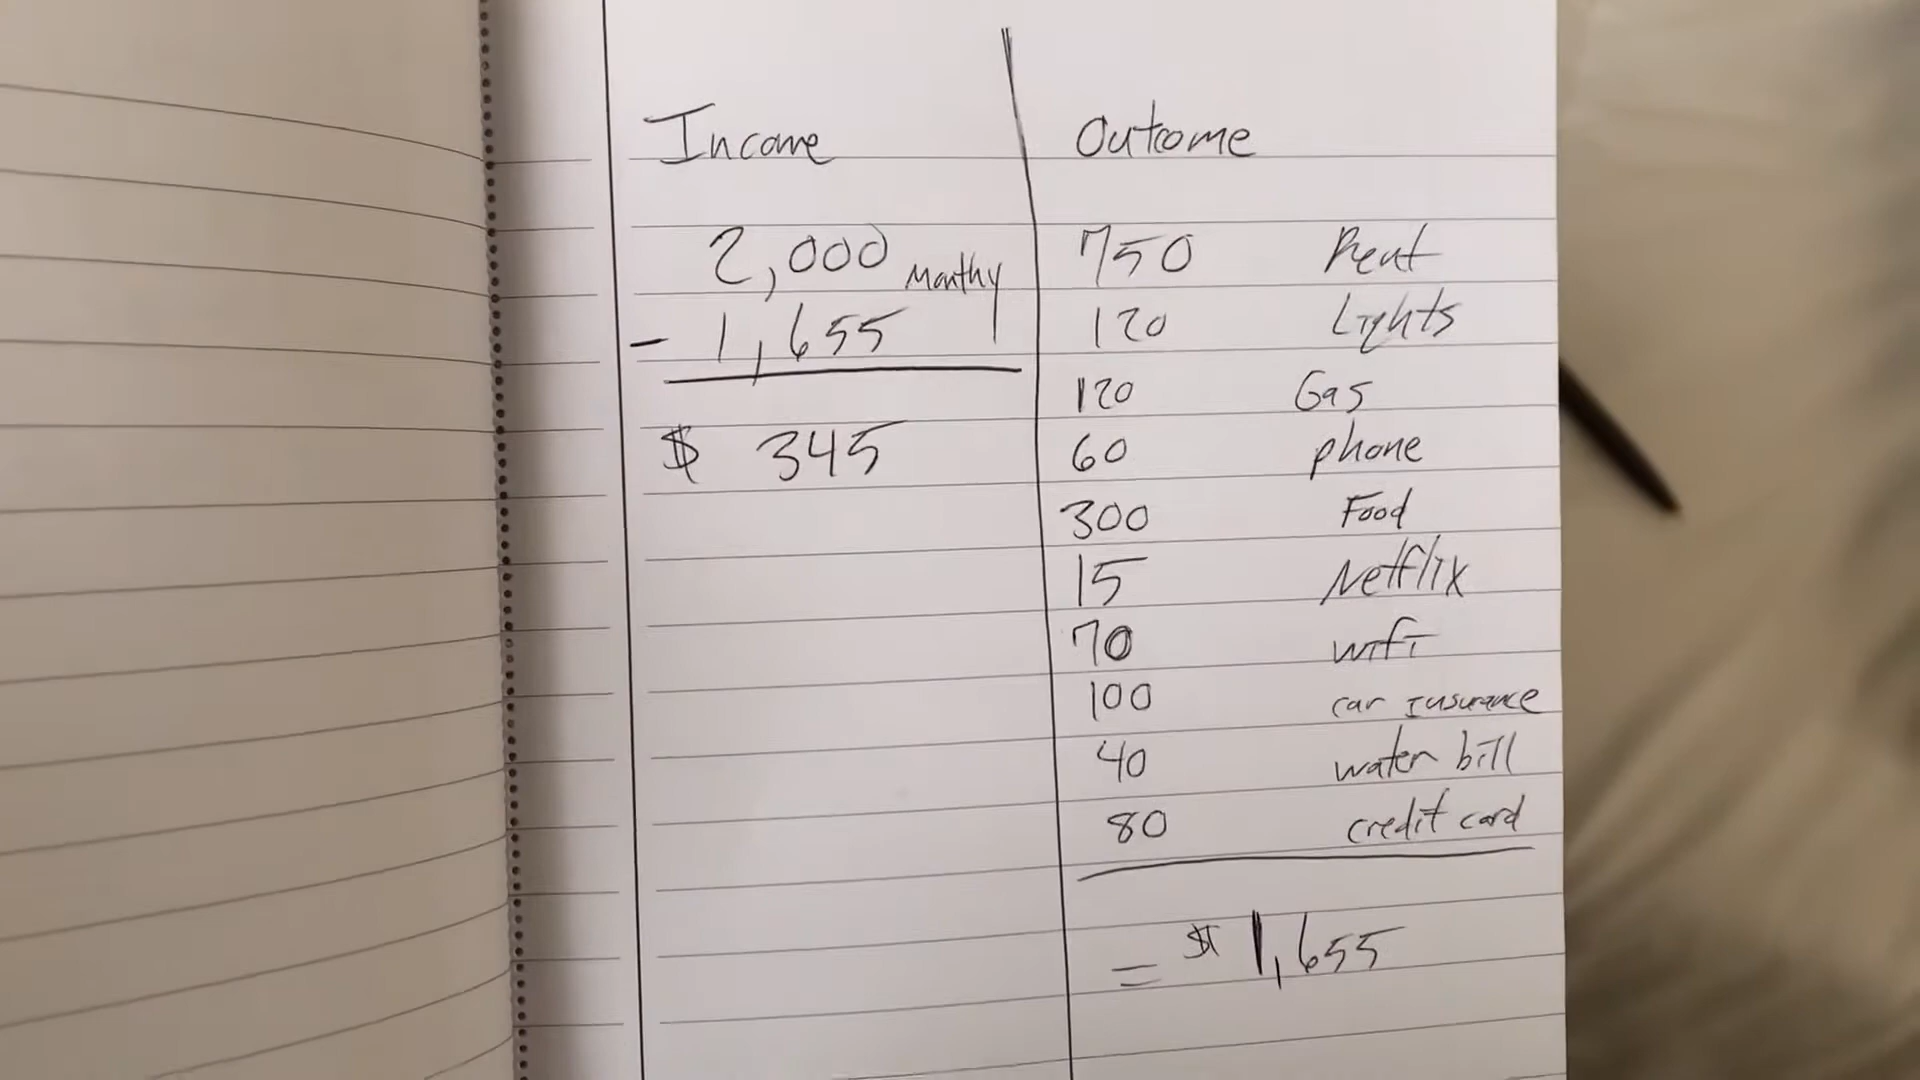 Income
2,000 Monthy
- 1,655
$ 345
Outcome
750 Rent
120 Lights
120 Gas
60 phone
300 Food
15 Netflix
70 wifi
100 car insurance
40 water bill
80 credit card
= $ 1,655